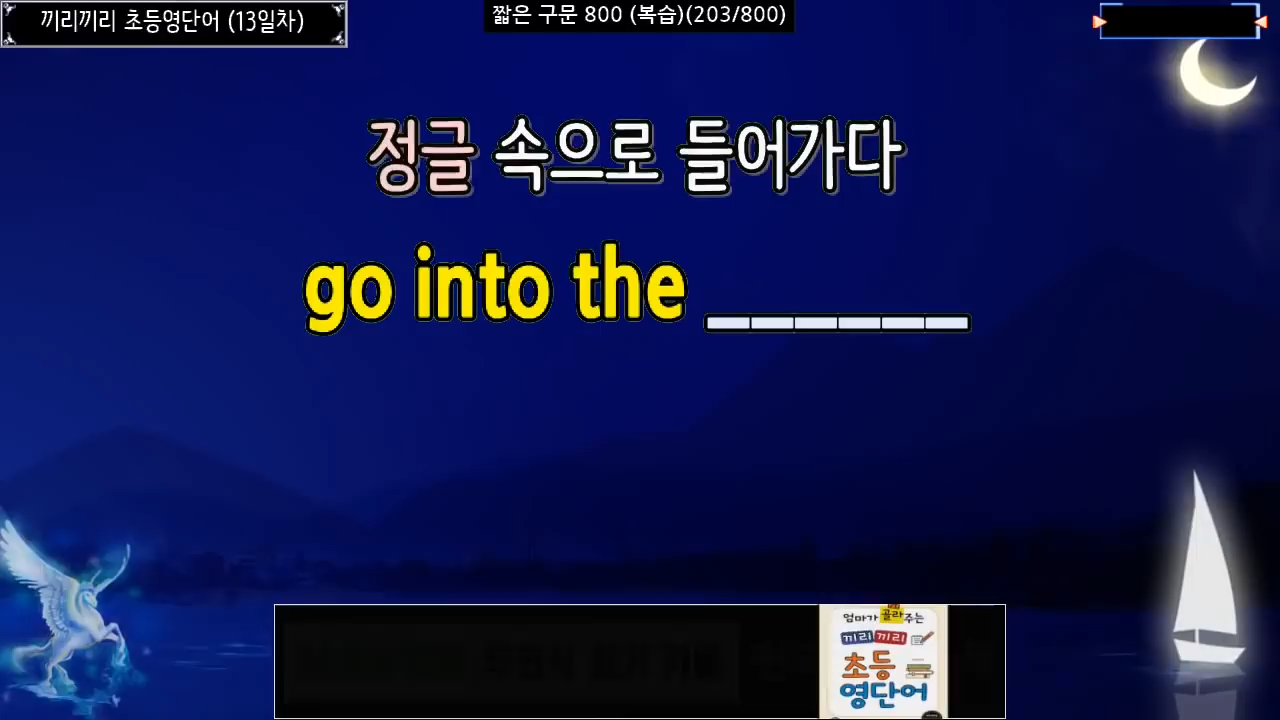 끼리끼리 초등영단어 (13일차)
짧은 구문 800 (복습)(203/800)
정글 속으로 들어가다
go into the ______
엄마가 골라주는
끼리끼리
초등
영단어